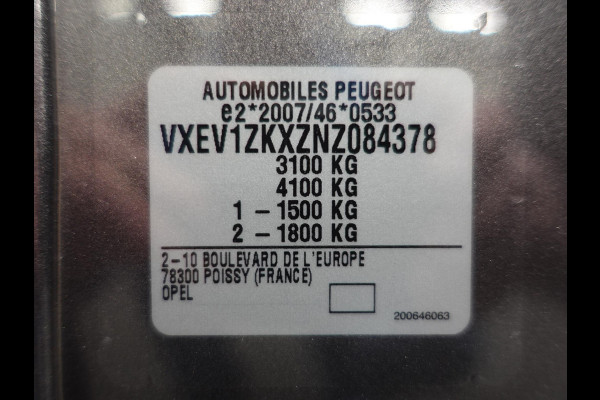 AUTOMOBILES PEUGEOT
e2*2007/46*0533
VXEV1ZKXZNZ084378
3100 KG
4100 KG
1 - 1500 KG
2 - 1800 KG
2-10 BOULEVARD DE L'EUROPE
78300 POISSY (FRANCE)
OPEL
200646063